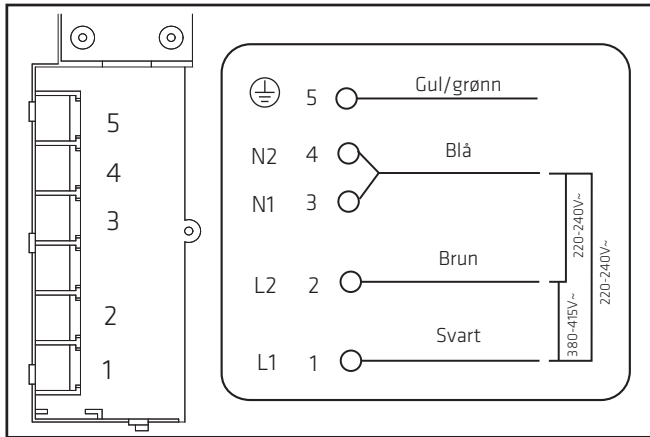 5
4
3
2
1
5 Gul/grønn
N2 4 Blå
N1 3
L2 2 Brun
L1 1 Svart
220-240V~
380-415V~
220-240V~